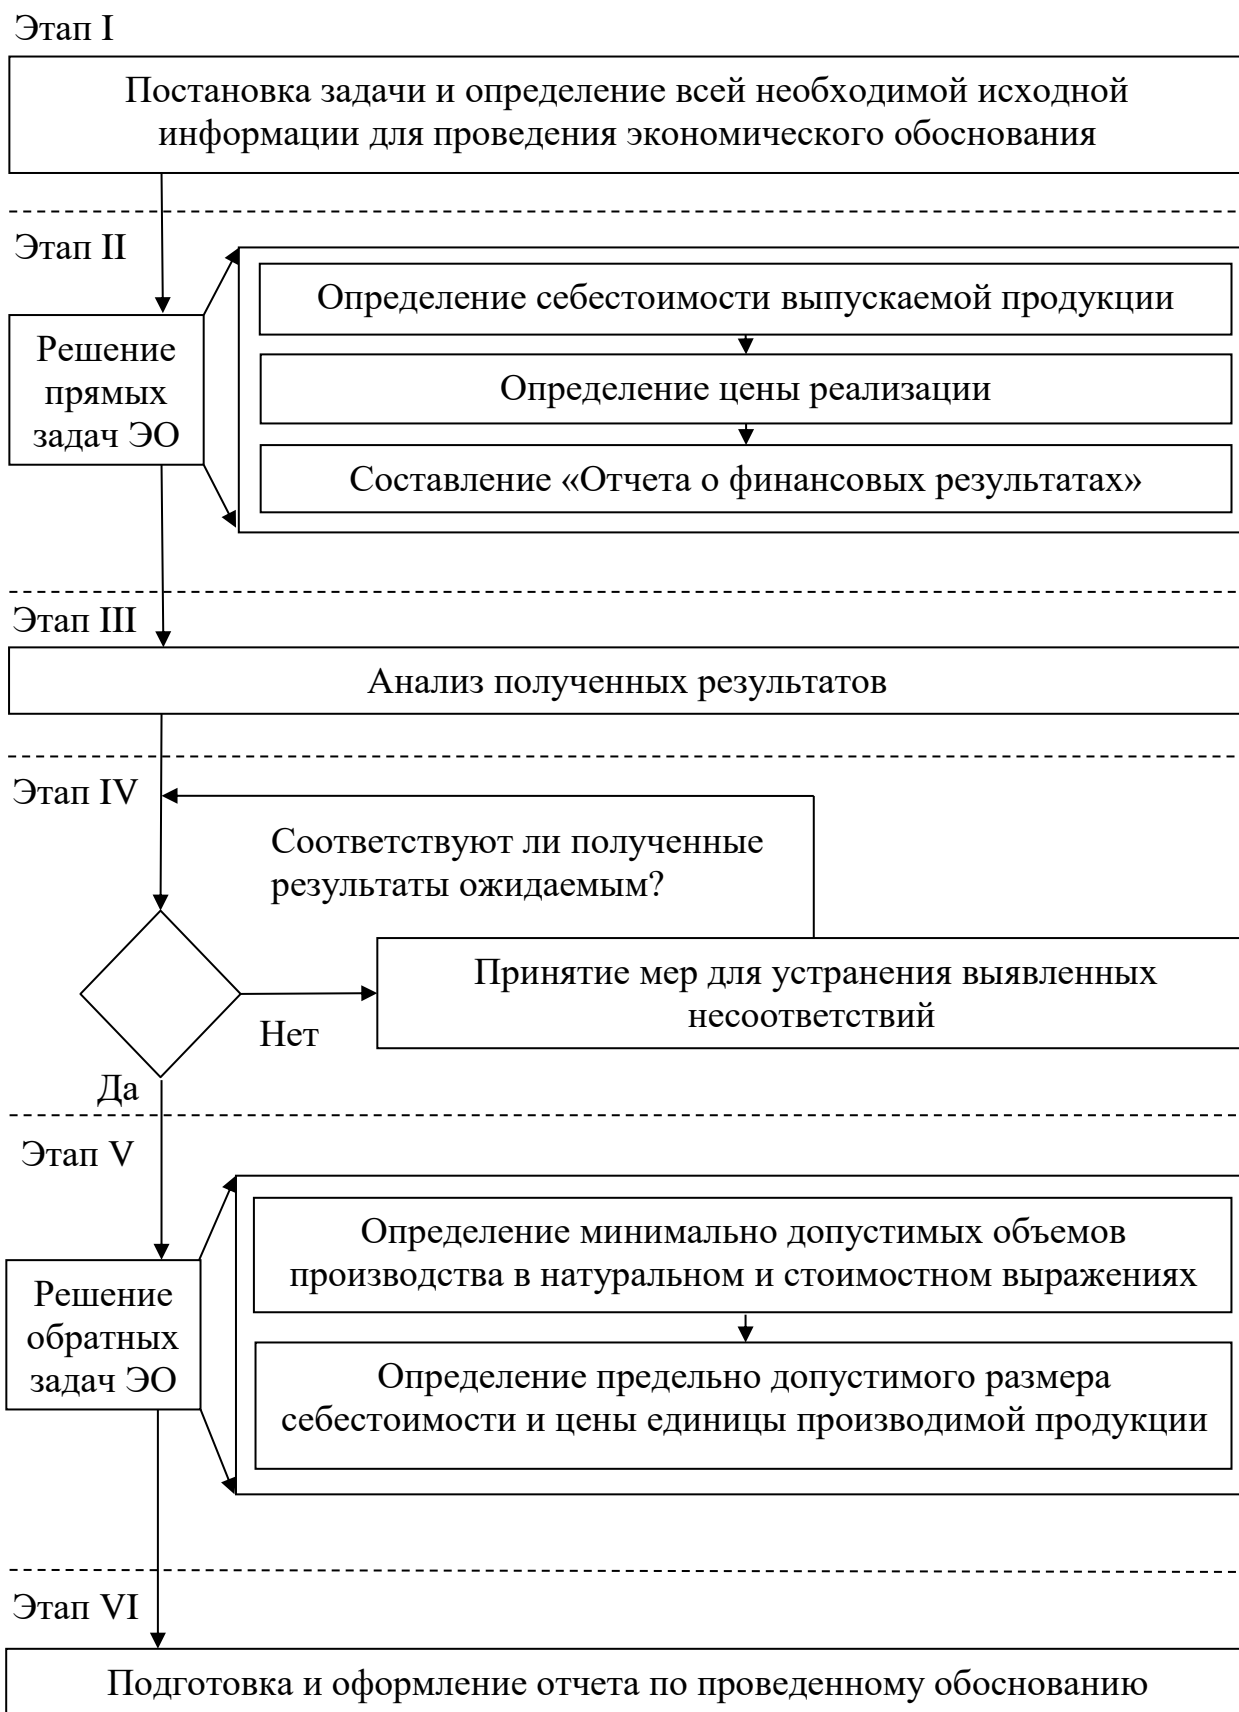 Этап I
Постановка задачи и определение всей необходимой исходной
информации для проведения экономического обоснования
Этап II
Определение себестоимости выпускаемой продукции
Решение
прямых
задач ЭО
Определение цены реализации
Составление «Отчета о финансовых результатах»
Этап III
Анализ полученных результатов
Этап IV
Соответствуют ли полученные
результаты ожидаемым?
Принятие мер для устранения выявленных
несоответствий
Нет
Да
Этап V
Определение минимально допустимых объемов
производства в натуральном и стоимостном выражениях
Решение
обратных
задач ЭО
Определение предельно допустимого размера
себестоимости и цены единицы производимой продукции
Этап VI
Подготовка и оформление отчета по проведенному обоснованию